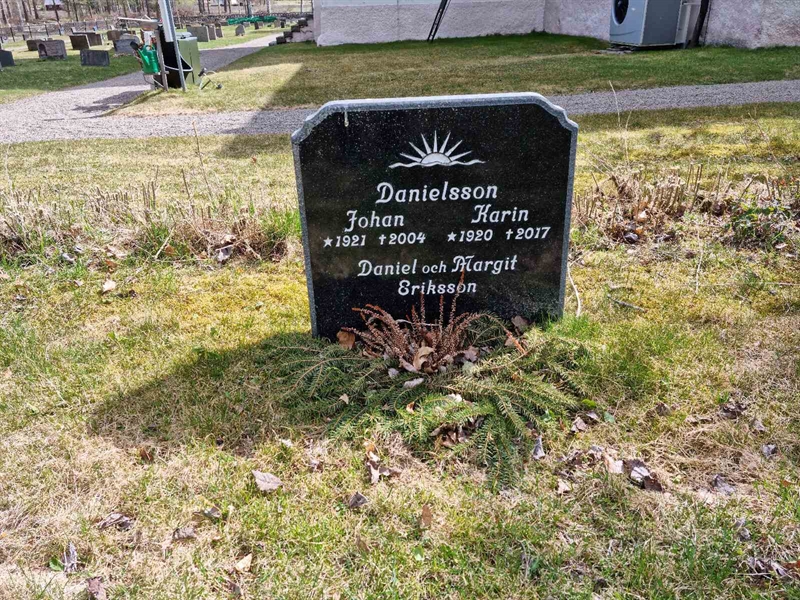 Danielsson
Johan Karin
★1921 †2004 ★1920 †2017
Daniel och Margit
Eriksson